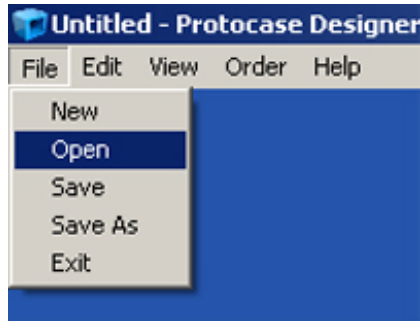 Untitled - Protocase Designer
File Edit View Order Help
New
Open
Save
Save As
Exit